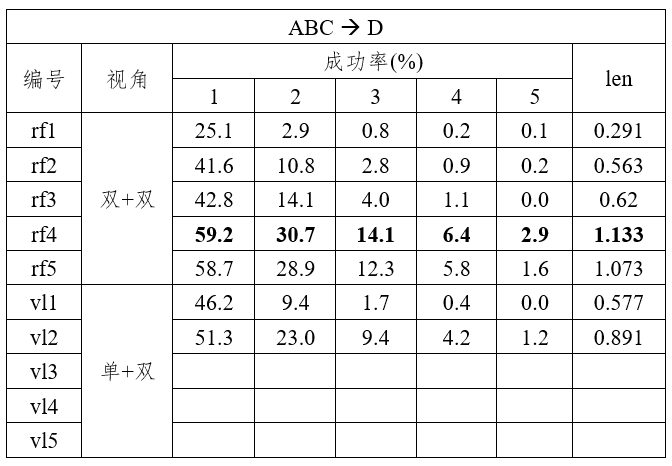 ABC → D
编号 视角 成功率(%) len
1 2 3 4 5
rf1 双+双 25.1 2.9 0.8 0.2 0.1 0.291
rf2 41.6 10.8 2.8 0.9 0.2 0.563
rf3 42.8 14.1 4.0 1.1 0.0 0.62
rf4 59.2 30.7 14.1 6.4 2.9 1.133
rf5 58.7 28.9 12.3 5.8 1.6 1.073
vl1 单+双 46.2 9.4 1.7 0.4 0.0 0.577
vl2 51.3 23.0 9.4 4.2 1.2 0.891
vl3
vl4
vl5